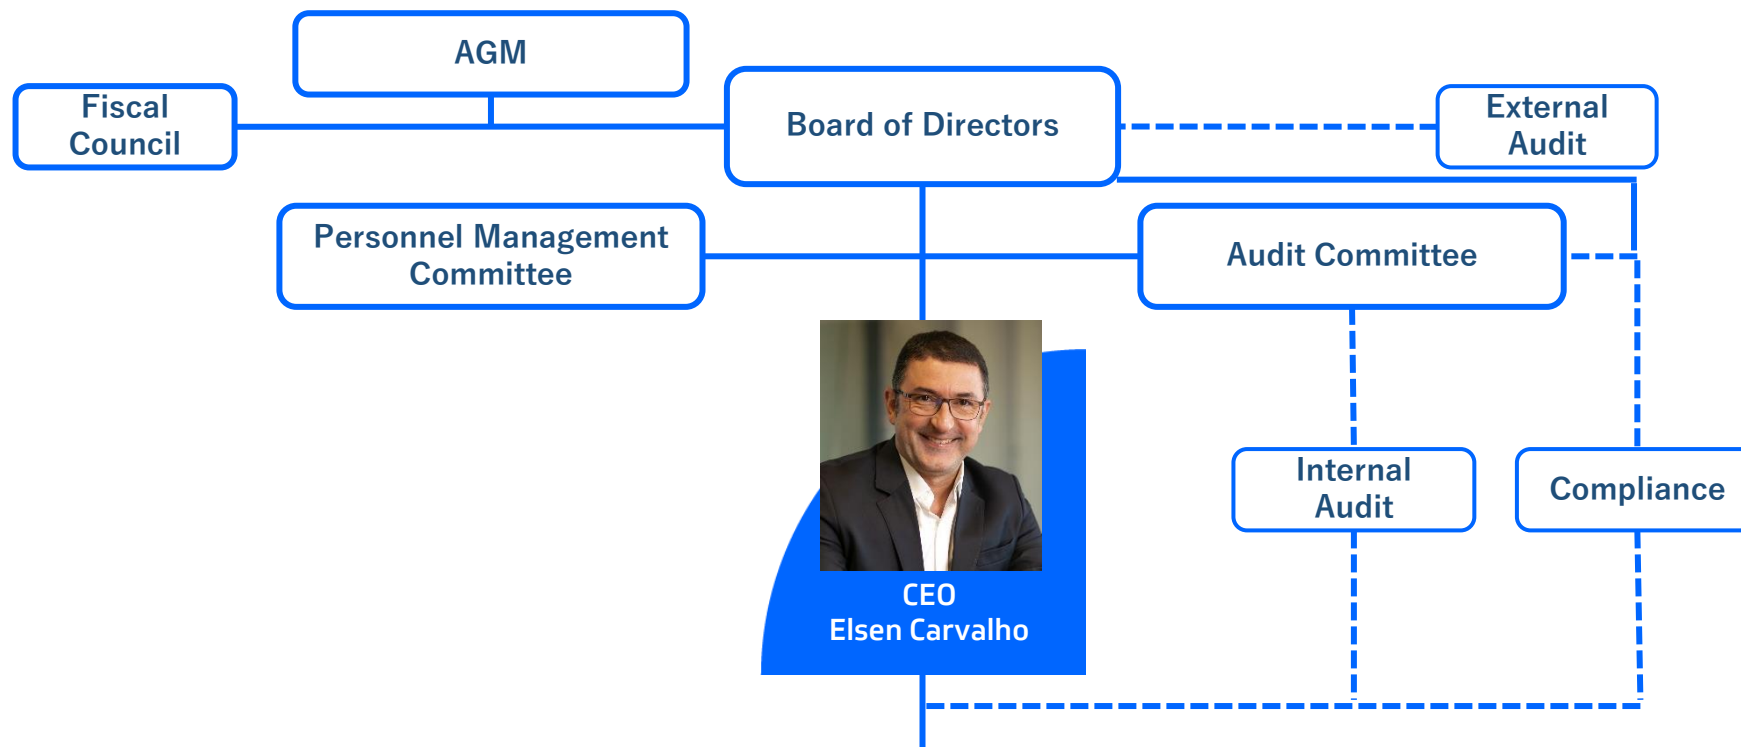 AGM
Fiscal
Council
Board of Directors
External
Audit
Personnel Management
Committee
Audit Committee
Internal
Audit
Compliance
CEO
Elsen Carvalho